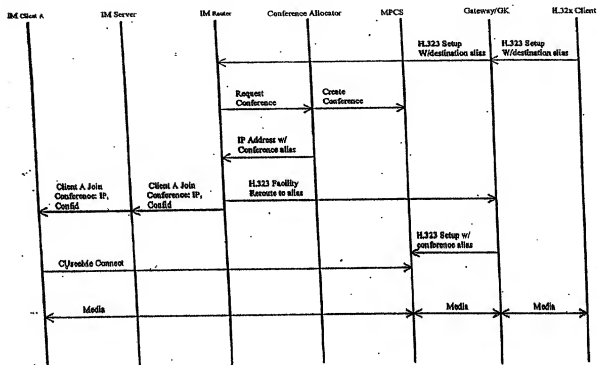 IM Client A
IM Server
IM Router
Conference Allocator
MPCS
Gateway/GK
H.32x Client
H.323 Setup
W/destination alias
H.323 Setup
W/destination alias
Request
Conference
Create
Conference
IP Address w/
Conference alias
Client A Join
Conference: IP,
Confid
Client A Join
Conference: IP,
Confid
H.323 Facility
Reroute to alias
H.323 Setup w/
conference alias
CUseeMe Connect
Media
Media
Media